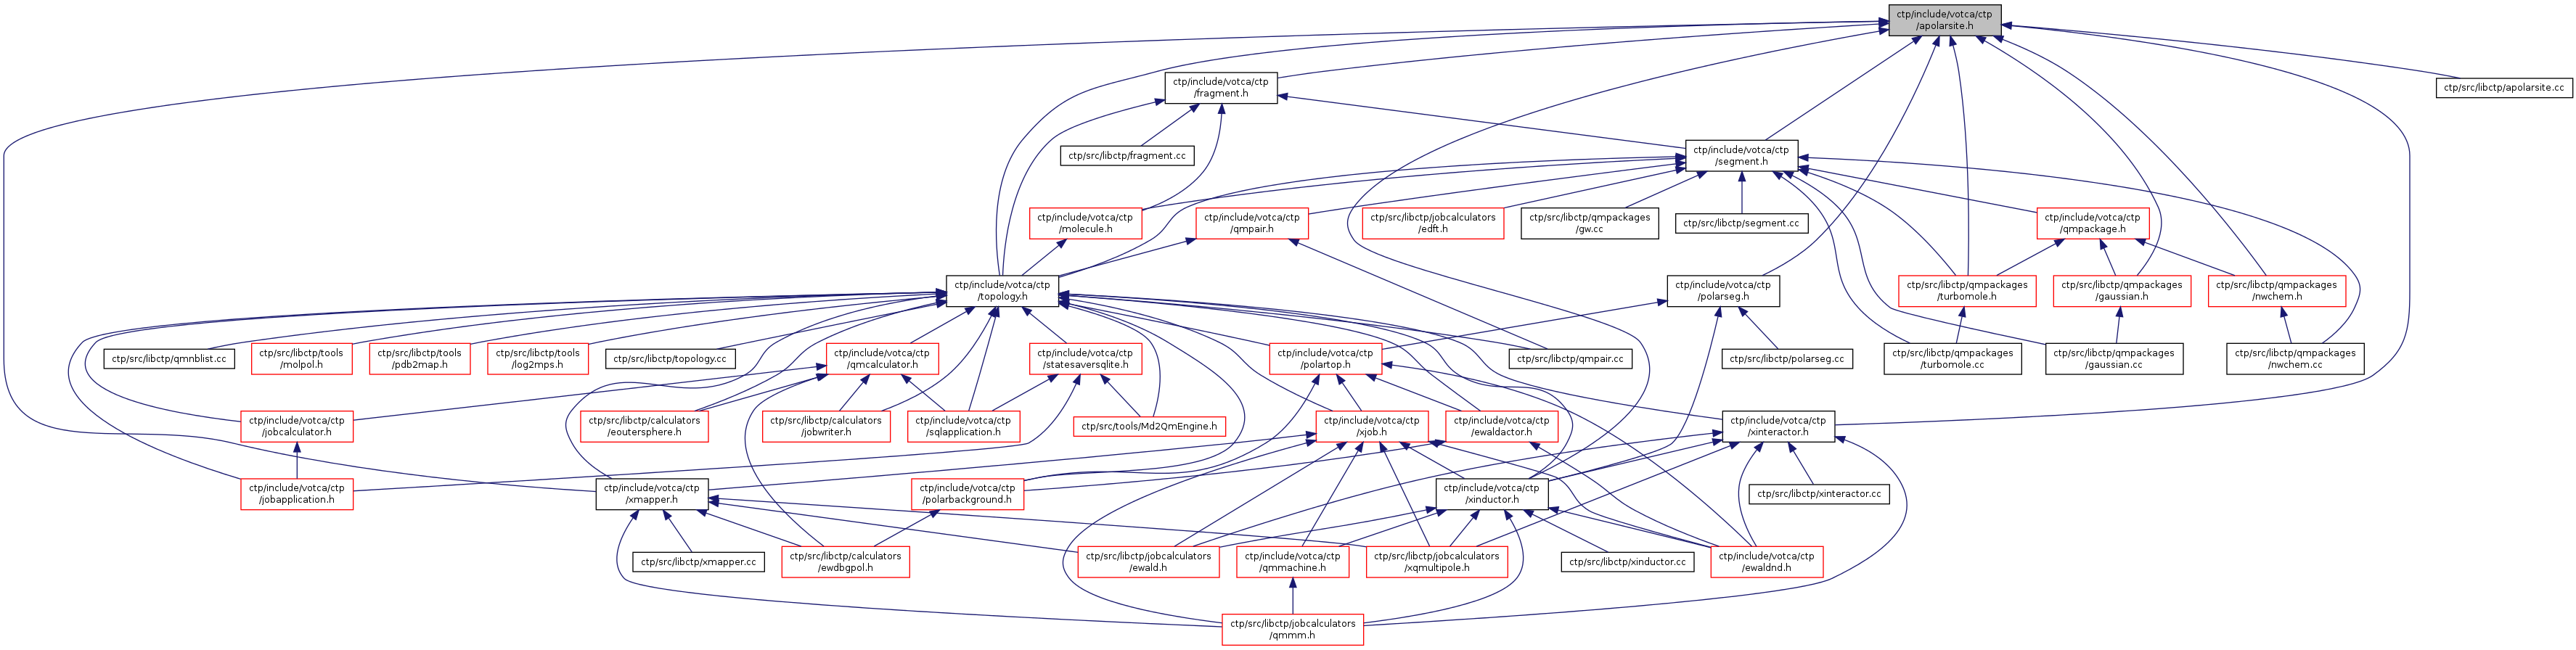 ctp/include/votca/ctp
/apolarsite.h
ctp/include/votca/ctp
/fragment.h
ctp/src/libctp/apolarsite.cc
ctp/src/libctp/fragment.cc
ctp/include/votca/ctp
/segment.h
ctp/include/votca/ctp
/molecule.h
ctp/include/votca/ctp
/qmpair.h
ctp/src/libctp/jobcalculators
/edft.h
ctp/src/libctp/qmpackages
/gw.cc
ctp/src/libctp/segment.cc
ctp/include/votca/ctp
/qmpackage.h
ctp/include/votca/ctp
/topology.h
ctp/include/votca/ctp
/polarseg.h
ctp/src/libctp/qmpackages
/turbomole.h
ctp/src/libctp/qmpackages
/gaussian.h
ctp/src/libctp/qmpackages
/nwchem.h
ctp/src/libctp/qmnblist.cc
ctp/src/libctp/tools
/molpol.h
ctp/src/libctp/tools
/pdb2map.h
ctp/src/libctp/tools
/log2mps.h
ctp/src/libctp/topology.cc
ctp/include/votca/ctp
/qmcalculator.h
ctp/include/votca/ctp
/statesaversqlite.h
ctp/include/votca/ctp
/polartop.h
ctp/src/libctp/qmpair.cc
ctp/src/libctp/polarseg.cc
ctp/src/libctp/qmpackages
/turbomole.cc
ctp/src/libctp/qmpackages
/gaussian.cc
ctp/src/libctp/qmpackages
/nwchem.cc
ctp/include/votca/ctp
/jobcalculator.h
ctp/src/libctp/calculators
/eoutersphere.h
ctp/src/libctp/calculators
/jobwriter.h
ctp/include/votca/ctp
/sqlapplication.h
ctp/src/tools/Md2QmEngine.h
ctp/include/votca/ctp
/xjob.h
ctp/include/votca/ctp
/ewaldactor.h
ctp/include/votca/ctp
/xinteractor.h
ctp/include/votca/ctp
/jobapplication.h
ctp/include/votca/ctp
/xmapper.h
ctp/include/votca/ctp
/polarbackground.h
ctp/include/votca/ctp
/xinductor.h
ctp/src/libctp/xinteractor.cc
ctp/src/libctp/xmapper.cc
ctp/src/libctp/calculators
/ewdbgpol.h
ctp/src/libctp/jobcalculators
/ewald.h
ctp/include/votca/ctp
/qmmachine.h
ctp/src/libctp/jobcalculators
/xqmultipole.h
ctp/src/libctp/xinductor.cc
ctp/include/votca/ctp
/ewaldnd.h
ctp/src/libctp/jobcalculators
/qmmm.h